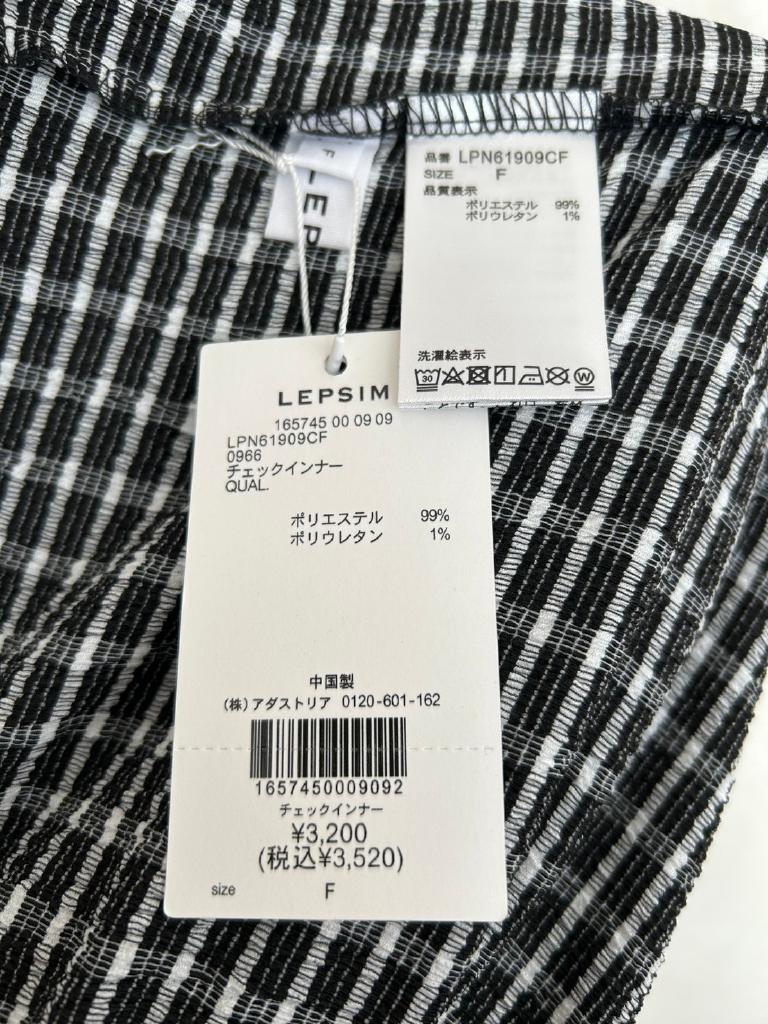 品番 LPN61909CF
SIZE F
品質表示
ポリエステル 99%
ポリウレタン 1%
洗濯絵表示
30
W
F
LEP
LEPSIM
165745 00 09 09
LPN61909CF
0966
チェックインナー
QUAL.
ポリエステル 99%
ポリウレタン 1%
中国製
(株)アダストリア 0120-601-162
1657450009092
チェックインナー
¥3,200
(税込¥3,520)
size F